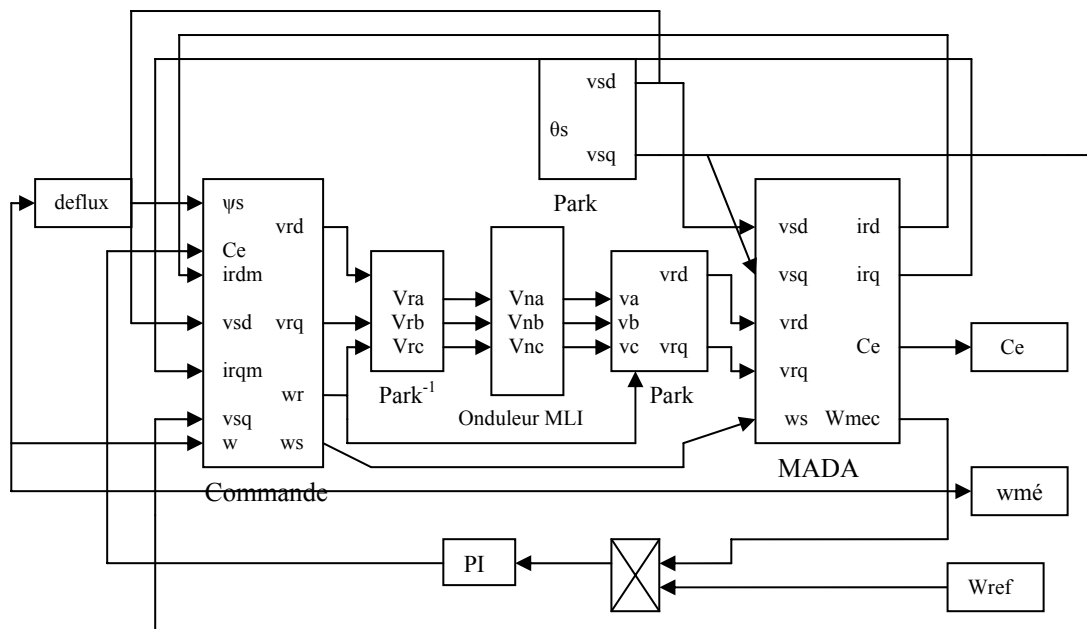 vsd
θs
vsq
Park
deflux
ψs
vrd
Ce
irdm
vsd
vrq
irqm
wr
vsq
w
ws
Commande
Vra
Vrb
Vrc
Park-1
Vna
Vnb
Vnc
Onduleur MLI
vrd
va
vb
vc
vrq
Park
vsd
ird
vsq
irq
vrd
Ce
vrq
ws
Wmec
MADA
Ce
wmé
PI
Wref